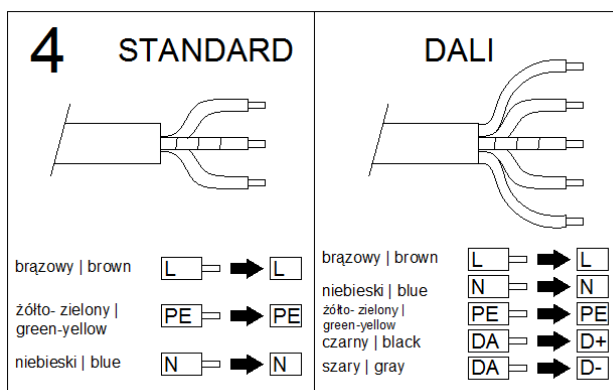 4 STANDARD
brązowy | brown L L
żółto- zielony |
green-yellow PE PE
niebieski | blue N N
DALI
brązowy | brown L L
niebieski | blue N N
żółto- zielony |
green-yellow PE PE
czarny | black DA D+
szary | gray DA D-